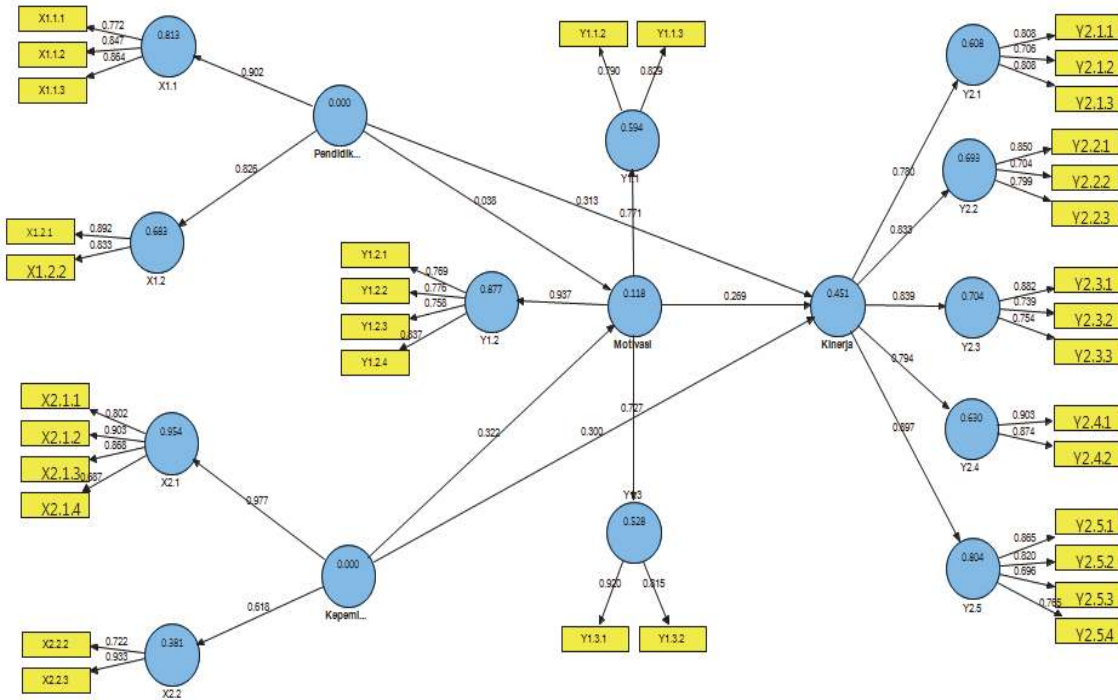 X1.1.1
X1.1.2
X1.1.3
0.772
0.847
0.864
0.813
X1.1
0.902
0.000
Pendidik...
0.826
X1.2.1
X1.2.2
0.892
0.833
0.683
X1.2
0.038
0.313
Y1.1.2
Y1.1.3
0.790
0.829
0.594
Y1.1
0.771
Y1.2.1
Y1.2.2
Y1.2.3
Y1.2.4
0.769
0.776
0.758
0.837
0.877
Y1.2
0.937
0.118
Motivasi
0.269
0.451
Kinerja
X2.1.1
X2.1.2
X2.1.3
X2.1.4
0.802
0.903
0.868
0.687
0.954
X2.1
0.977
0.322
0.300
0.727
0.000
Kepemi...
0.618
X2.2.2
X2.2.3
0.722
0.933
0.381
X2.2
Y1.3
0.528
0.920
0.815
Y1.3.1
Y1.3.2
0.780
0.608
Y2.1
0.808
0.706
0.808
Y2.1.1
Y2.1.2
Y2.1.3
0.833
0.693
Y2.2
0.850
0.704
0.799
Y2.2.1
Y2.2.2
Y2.2.3
0.839
0.704
Y2.3
0.882
0.739
0.754
Y2.3.1
Y2.3.2
Y2.3.3
0.794
0.630
Y2.4
0.903
0.874
Y2.4.1
Y2.4.2
0.897
0.804
Y2.5
0.865
0.820
0.696
0.755
Y2.5.1
Y2.5.2
Y2.5.3
Y2.5.4